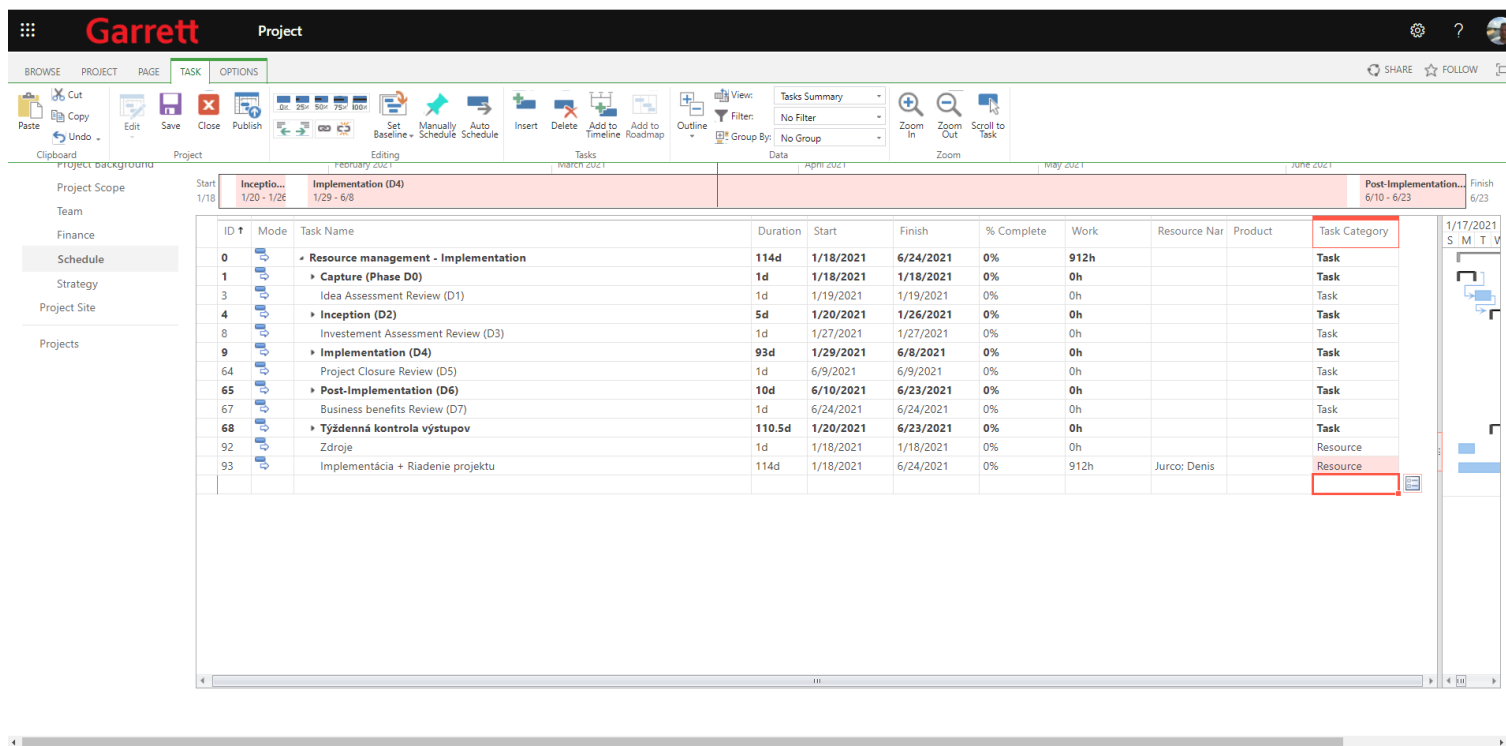 Garrett Project
BROWSE PROJECT PAGE TASK OPTIONS SHARE FOLLOW
Paste Cut Copy Undo Edit Save Close Publish
0% 25% 50% 75% 100%
Set Baseline Manually Schedule Auto Schedule Insert Delete Add to Timeline Add to Roadmap Outline
View: Tasks Summary
Filter: No Filter
Group By: No Group
Zoom In Zoom Out Scroll to Task
Clipboard Project Editing Tasks Data Zoom
Project Background
Project Scope
Team
Finance
Schedule
Strategy
Project Site
Projects
February 2021 March 2021 April 2021 May 2021 June 2021
Start Inceptio... Implementation (D4) Post-Implementation... Finish
1/18 1/20 - 1/26 1/29 - 6/8 6/10 - 6/23 6/23
ID Mode Task Name Duration Start Finish % Complete Work Resource Nar Product Task Category 1/17/2021
S M T W
0 Resource management - Implementation 114d 1/18/2021 6/24/2021 0% 912h Task
1 Capture (Phase D0) 1d 1/18/2021 1/18/2021 0% 0h Task
3 Idea Assessment Review (D1) 1d 1/19/2021 1/19/2021 0% 0h Task
4 Inception (D2) 5d 1/20/2021 1/26/2021 0% 0h Task
8 Investement Assessment Review (D3) 1d 1/27/2021 1/27/2021 0% 0h Task
9 Implementation (D4) 93d 1/29/2021 6/8/2021 0% 0h Task
64 Project Closure Review (D5) 1d 6/9/2021 6/9/2021 0% 0h Task
65 Post-Implementation (D6) 10d 6/10/2021 6/23/2021 0% 0h Task
67 Business benefits Review (D7) 1d 6/24/2021 6/24/2021 0% 0h Task
68 Týždenná kontrola výstupov 110.5d 1/20/2021 6/23/2021 0% 0h Task
92 Zdroje 1d 1/18/2021 1/18/2021 0% 0h Resource
93 Implementácia + Riadenie projektu 114d 1/18/2021 6/24/2021 0% 912h Jurco; Denis Resource